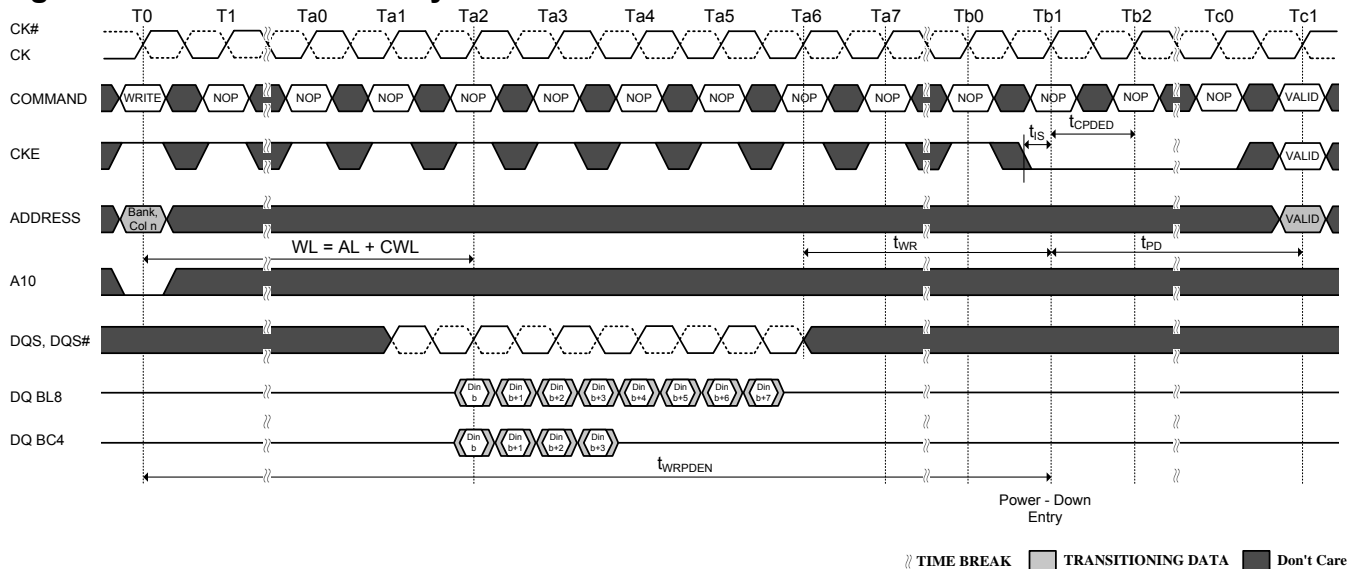 T0 T1 Ta0 Ta1 Ta2 Ta3 Ta4 Ta5 Ta6 Ta7 Tb0 Tb1 Tb2 Tc0 Tc1
CK#
CK
COMMAND WRITE NOP NOP NOP NOP NOP NOP NOP NOP NOP NOP NOP NOP NOP VALID
tIS tCPDED
CKE VALID
ADDRESS Bank, Col n VALID
WL = AL + CWL tWR tPD
A10
DQS, DQS#
DQ BL8 Din b Din b+1 Din b+2 Din b+3 Din b+4 Din b+5 Din b+6 Din b+7
DQ BC4 Din b Din b+1 Din b+2 Din b+3
tWRPDEN
Power - Down
Entry
TIME BREAK TRANSITIONING DATA Don't Care